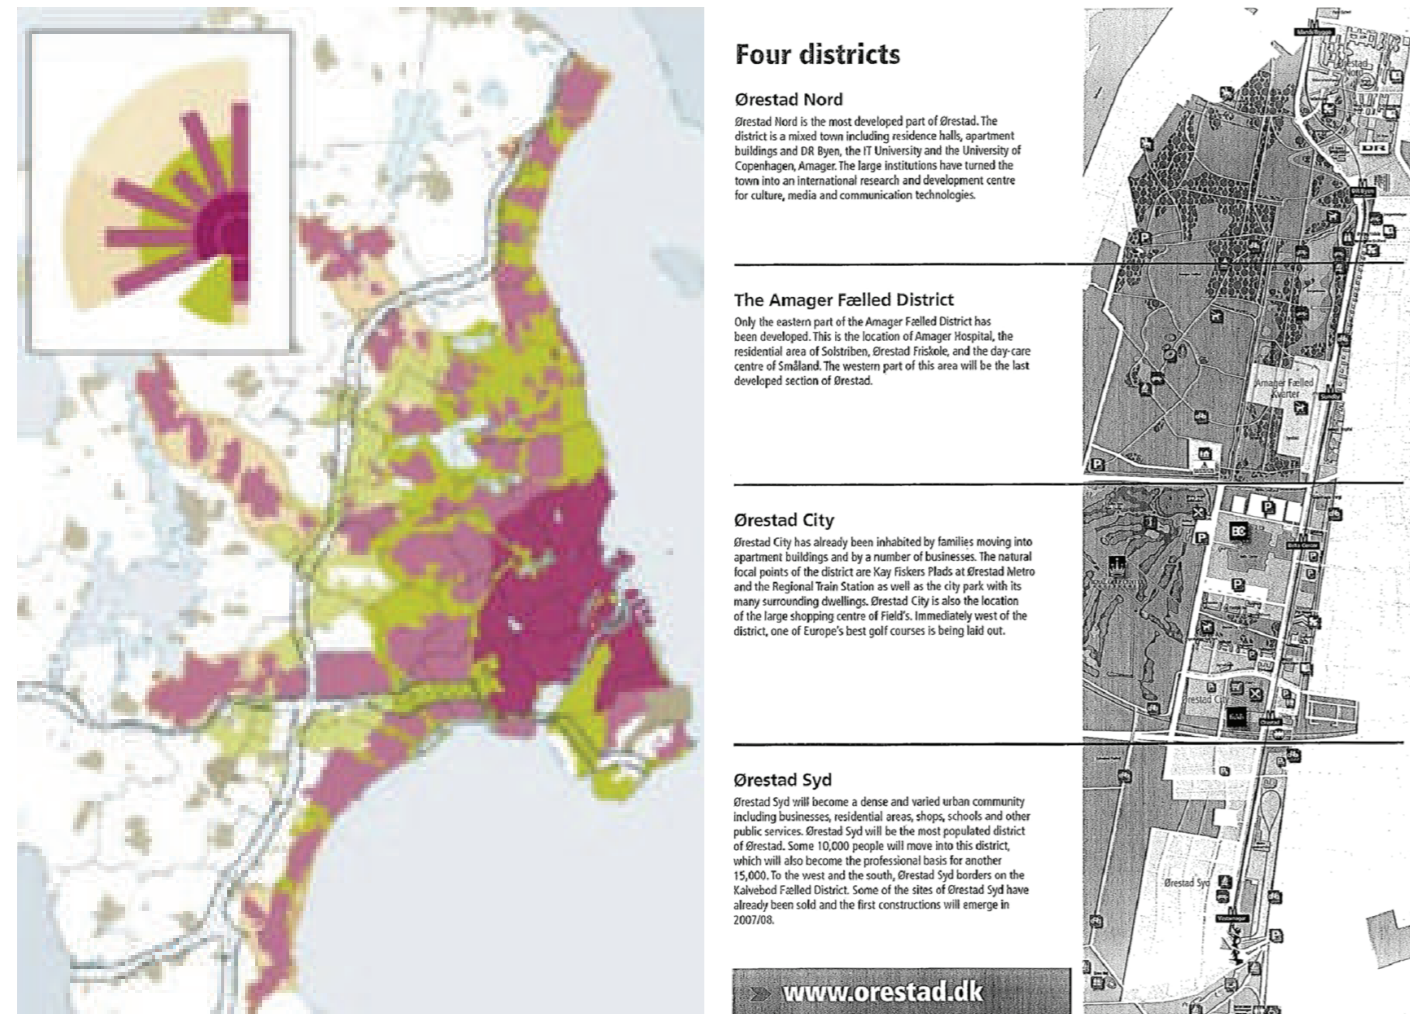 Four districts
Ørestad Nord
Ørestad Nord is the most developed part of Ørestad. The
district is a mixed town including residence halls, apartment
buildings and DR Byen, the IT University and the University of
Copenhagen, Amager. The large institutions have turned the
town into an international research and development centre
for culture, media and communication technologies.
The Amager Fælled District
Only the eastern part of the Amager Fælled District has
been developed. This is the location of Amager Hospital, the
residential area of Solstriben, Ørestad Friskole, and the day-care
centre of Småland. The western part of this area will be the last
developed section of Ørestad.
Ørestad City
Ørestad City has already been inhabited by families moving into
apartment buildings and by a number of businesses. The natural
focal points of the district are Kay Fiskers Plads at Ørestad Metro
and the Regional Train Station as well as the city park with its
many surrounding dwellings. Ørestad City is also the location
of the large shopping centre of Field's. Immediately west of the
district, one of Europe's best golf courses is being laid out.
Ørestad Syd
Ørestad Syd will become a dense and varied urban community
including businesses, residential areas, shops, schools and other
public services. Ørestad Syd will be the most populated district
of Ørestad. Some 10,000 people will move into this district,
which will also become the professional basis for another
15,000. To the west and the south, Ørestad Syd borders on the
Kalvebod Fælled District. Some of the sites of Ørestad Syd have
already been sold and the first constructions will emerge in
2007/08.
www.orestad.dk
Ørestad
Nord
DR
P
Amager Fælled
Kvarter
Sundby
P
P
P
P
Ørestad City
Ørestad
Ørestad Syd
Vestamager
P